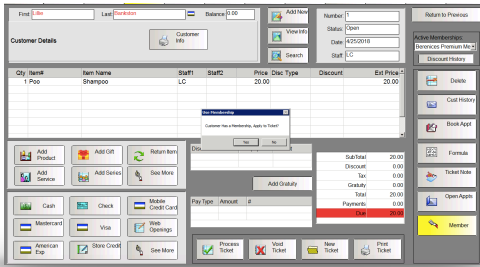 First Lillie Last Bankston Balance 0.00 Add New Number: 1 Return to Previous
Customer Details Customer Info View Info Status: Open
Date: 4/25/2018 Active Memberships:
Search Staff LC Berenices Premium Me
Discount History
Qty Item# Item Name Staff1 Staff2 Price Disc Type Discount Ext Price
1 Poo Shampoo LC 20.00 20.00
Delete
Cost History
Use Membership
Customer Has a Membership, Apply to Ticket?
Yes No
Book Appt
Add Product Add Gift Return Item
SubTotal 20.00
Discount 0.00
Formula
Add Service Add Series See More
Tax 0.00
Add Gratuity
Gratuity 0.00
Ticket Note
Total 20.00
Cash Check Mobile Credit Card
Pay Type Amount #
Payments 0.00
Due 20.00
Open Appts
Mastercard Visa Web Openings
Member
American Exp Store Credit See More
Process Ticket Void Ticket New Ticket Print Ticket